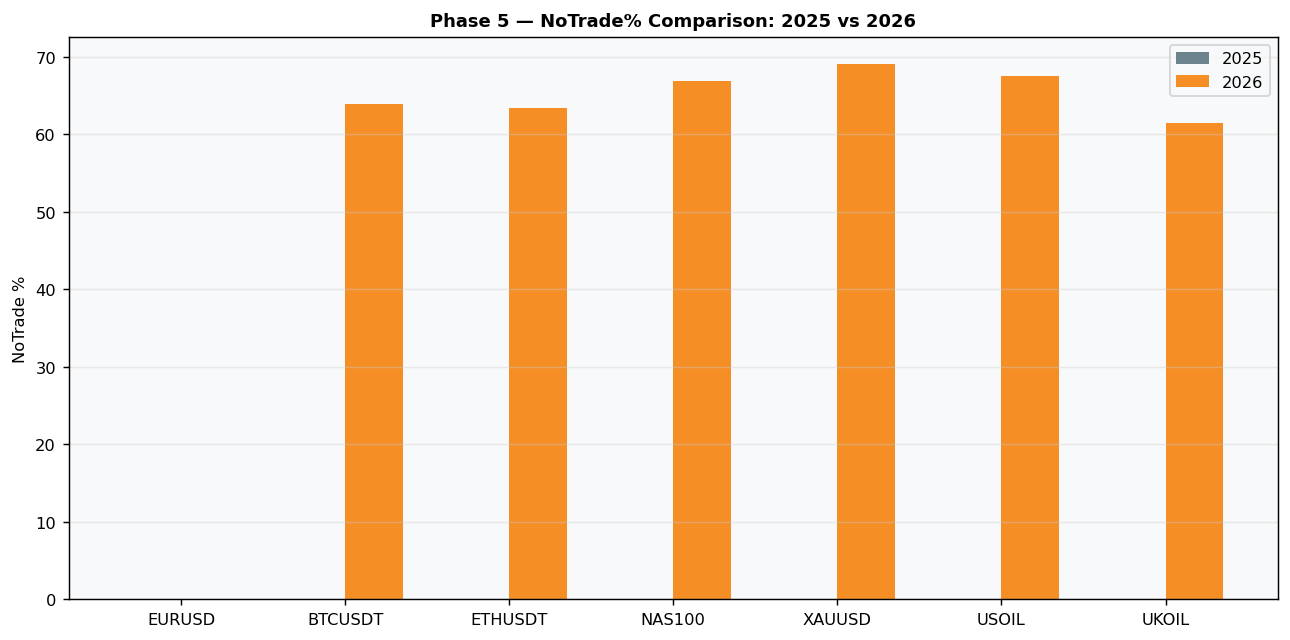 Phase 5 — NoTrade% Comparison: 2025 vs 2026
2025
2026
NoTrade %
70
60
50
40
30
20
10
0
EURUSD
BTCUSDT
ETHUSDT
NAS100
XAUUSD
USOIL
UKOIL